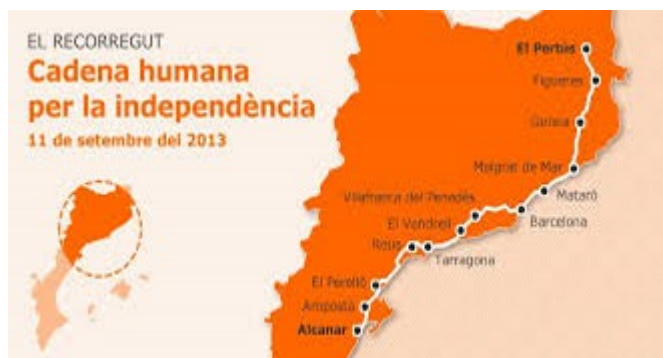 EL RECORREGUT
Cadena humana
per la independència
11 de setembre del 2013
El Pertús
Figueres
Girona
Malgrat de Mar
Mataró
Vilafranca del Penedès
Barcelona
El Vendrell
Reus
Tarragona
El Perelló
Amposta
Alcanar